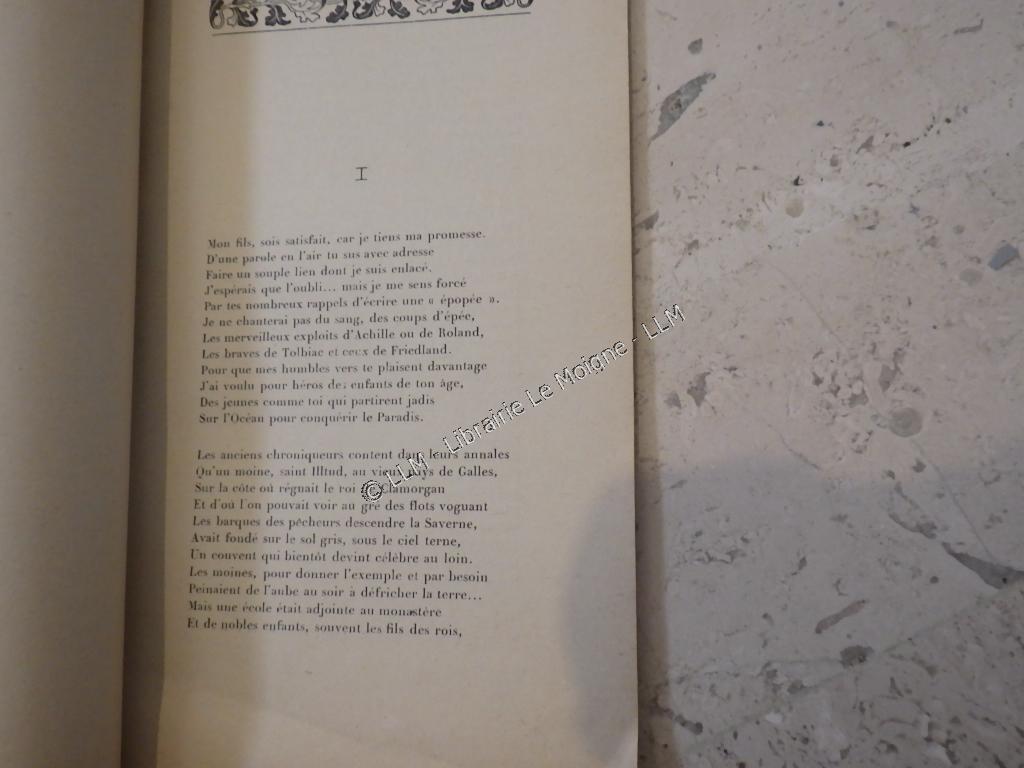 I
Mon fils, sois satisfait, car je tiens ma promesse.
D'une parole en l'air tu sus avec adresse
Faire un souple lien dont je suis enlacé.
J'espérais que l'oubli... mais je me sens forcé
Par tes nombreux rappels d'écrire une « épopée ».
Je ne chanterai pas du sang, des coups d'épée,
Les merveilleux exploits d'Achille ou de Roland,
Les braves de Tolbiac et ceux de Friedland.
Pour que mes humbles vers te plaisent davantage
J'ai voulu pour héros des enfants de ton âge,
Des jeunes comme toi qui partirent jadis
Sur l'Océan pour conquérir le Paradis.
Les anciens chroniqueurs content dans leurs annales
Qu'un moine, saint Illtud, au vieux pays de Galles,
Sur la côte où régnait le roi de Clamorgan
Et d'où l'on pouvait voir au gré des flots voguant
Les barques des pêcheurs descendre la Saverne,
Avait fondé sur le sol gris, sous le ciel terne,
Un couvent qui bientôt devint célèbre au loin.
Les moines, pour donner l'exemple et par besoin
Peinaient de l'aube au soir à défricher la terre...
Mais une école était adjointe au monastère
Et de nobles enfants, souvent les fils des rois,
© LLM - Librairie Le Moigne - LLM